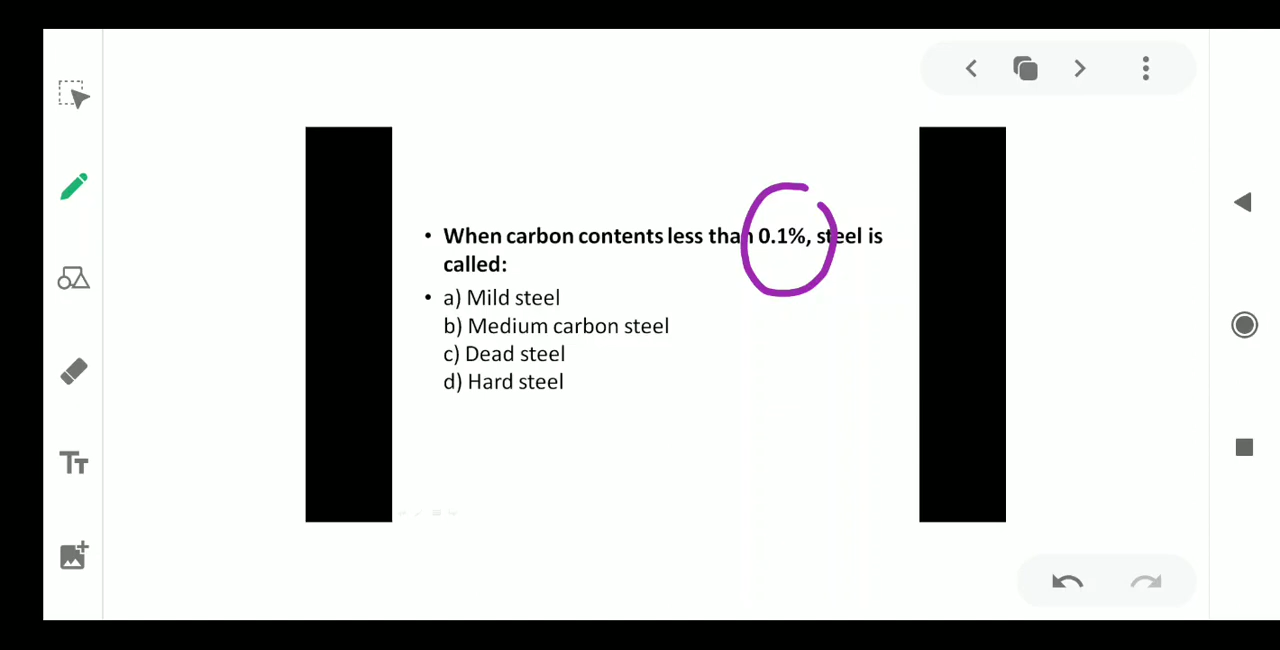 • When carbon contents less than 0.1%, steel is
called:
• a) Mild steel
b) Medium carbon steel
c) Dead steel
d) Hard steel
TT